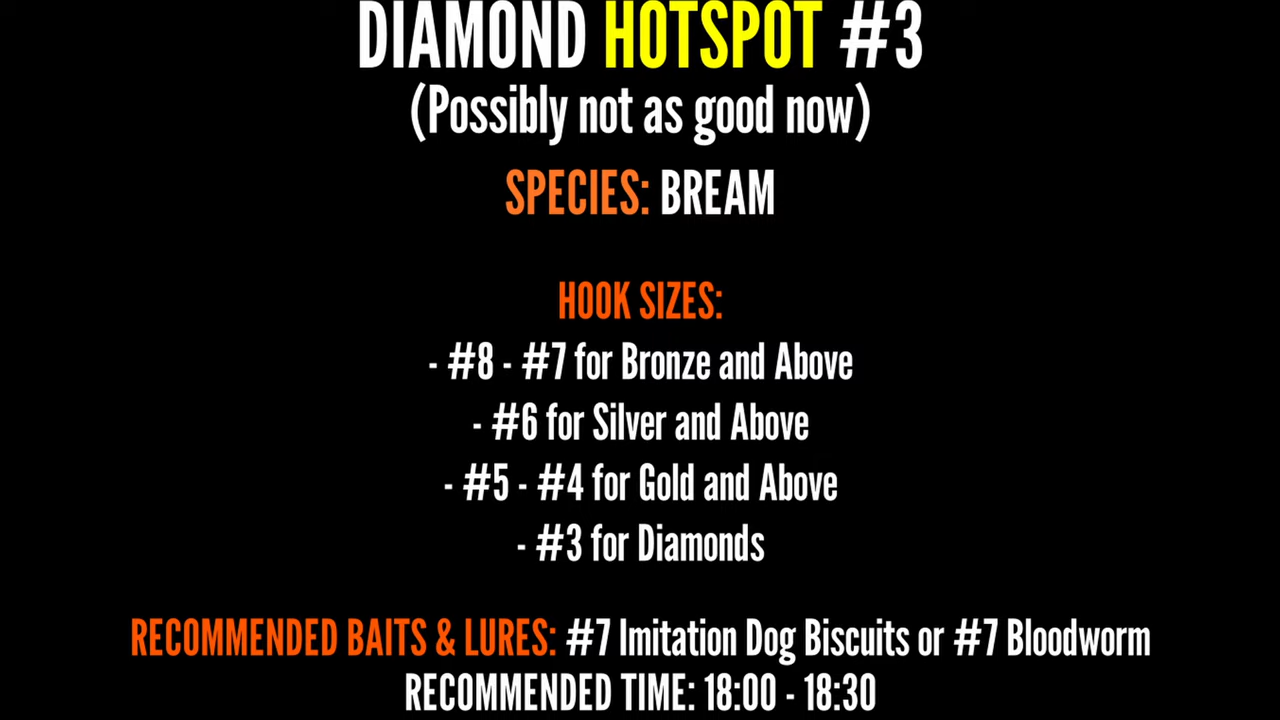 DIAMOND HOTSPOT #3
(Possibly not as good now)
SPECIES: BREAM
HOOK SIZES:
- #8 - #7 for Bronze and Above
- #6 for Silver and Above
- #5 - #4 for Gold and Above
- #3 for Diamonds
RECOMMENDED BAITS & LURES: #7 Imitation Dog Biscuits or #7 Bloodworm
RECOMMENDED TIME: 18:00 - 18:30